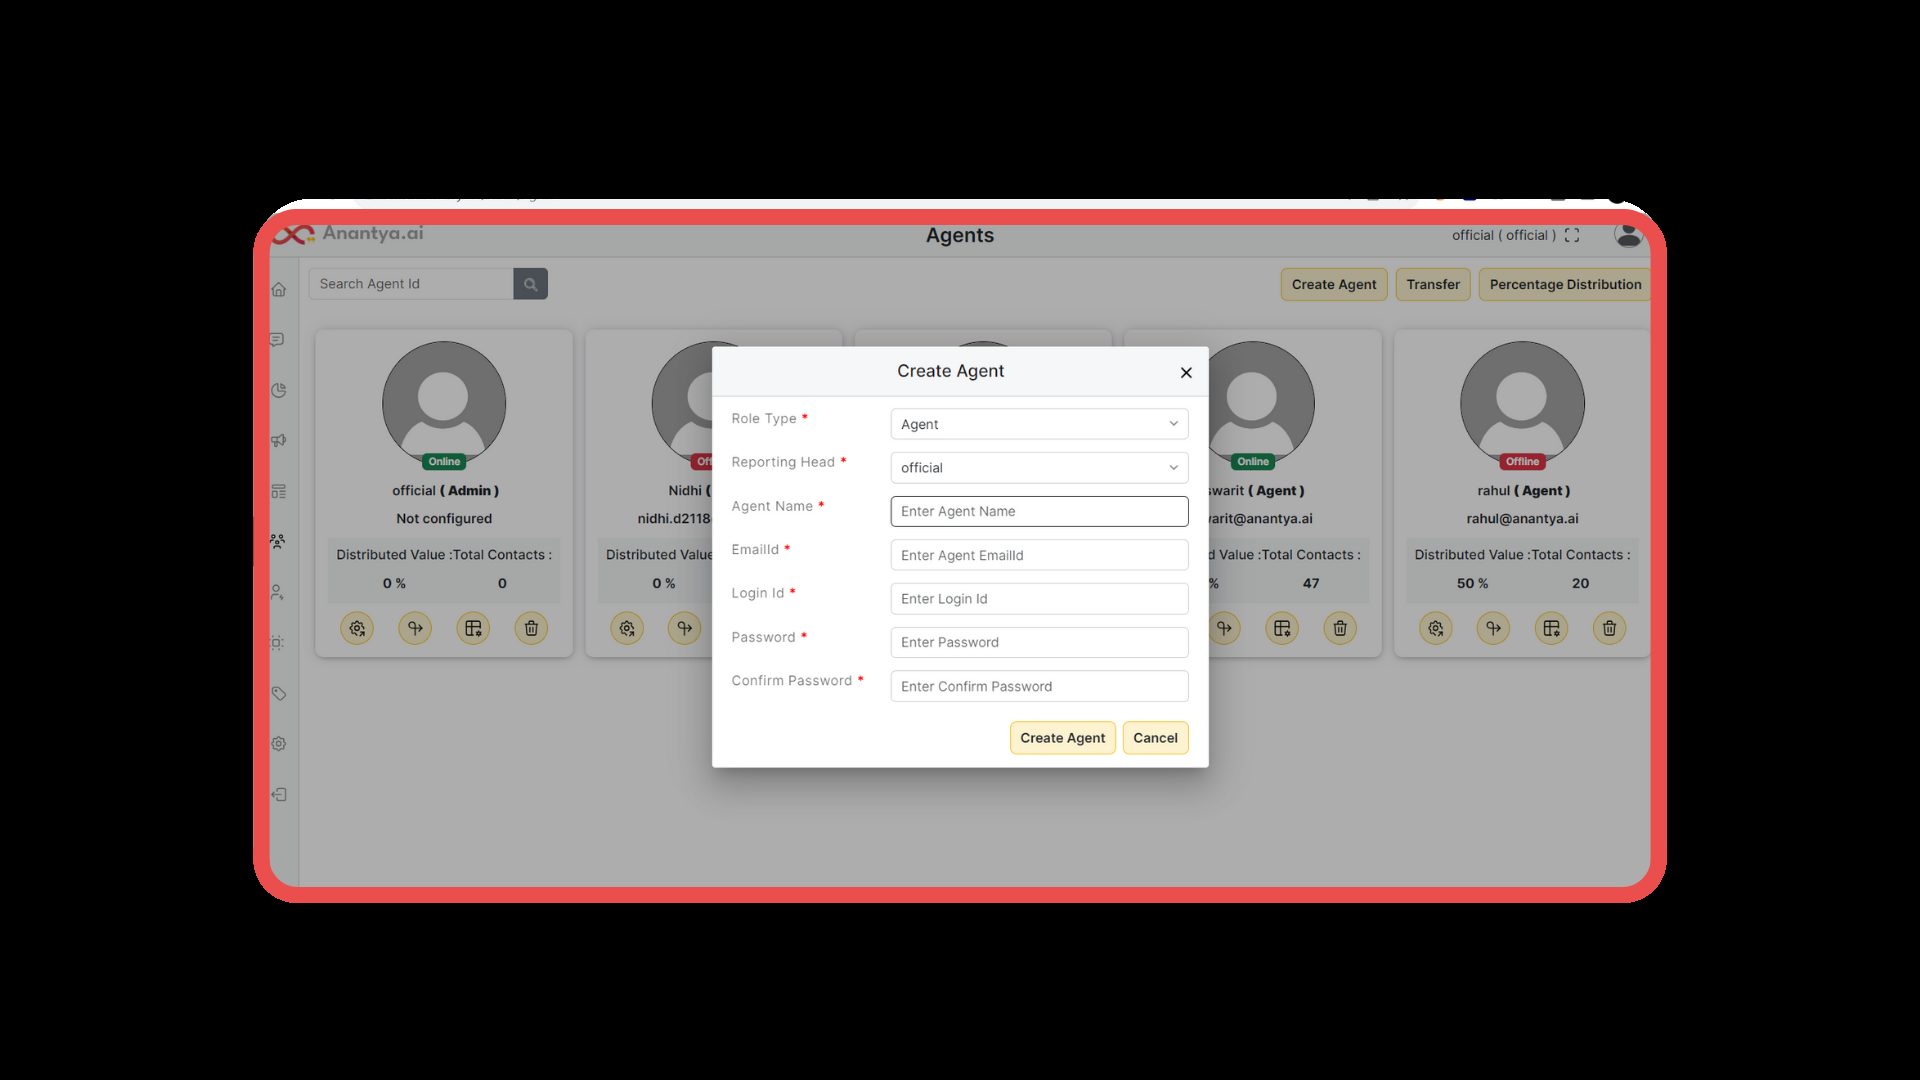 Anantya.ai
Agents
official ( official )
Search Agent Id
Create Agent
Transfer
Percentage Distribution
Create Agent
Role Type *
Agent
Reporting Head *
official
Agent Name *
Enter Agent Name
EmailId *
Enter Agent EmailId
Login Id *
Enter Login Id
Password *
Enter Password
Confirm Password *
Enter Confirm Password
Create Agent
Cancel
Online
official ( Admin )
Not configured
Distributed Value :Total Contacts :
0 %
0
Nidhi (
nidhi.d2118
Distributed Value
0 %
Online
swarit ( Agent )
arit@anantya.ai
d Value :Total Contacts :
%
47
Offline
rahul ( Agent )
rahul@anantya.ai
Distributed Value :Total Contacts :
50 %
20